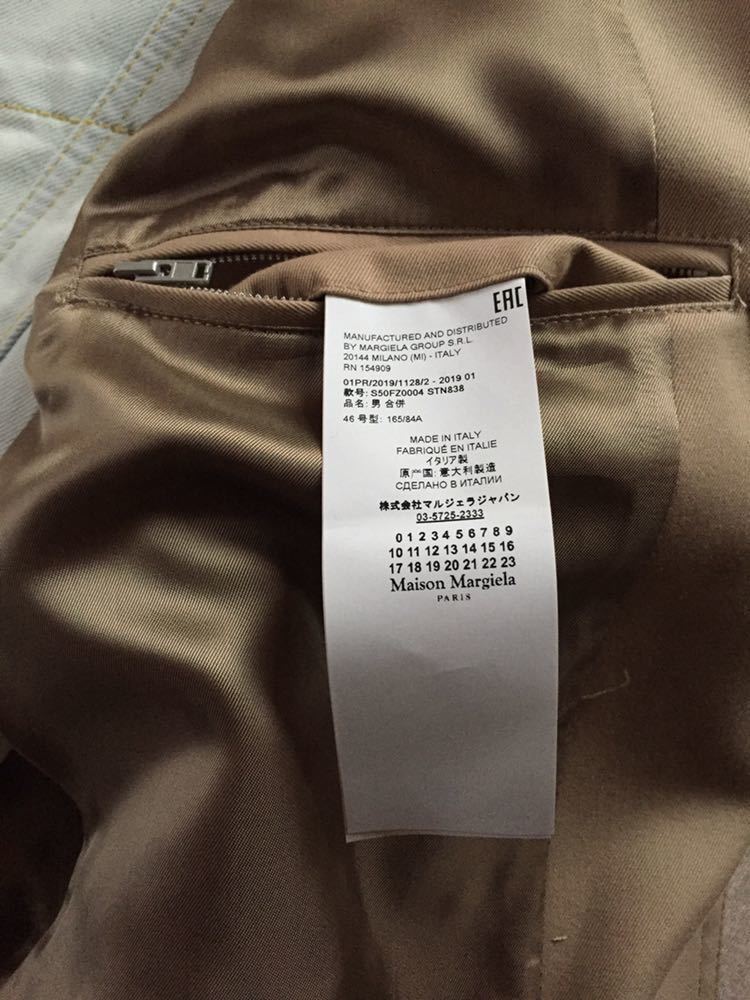 EAC
MANUFACTURED AND DISTRIBUTED
BY MARGIELA GROUP S.R.L.
20144 MILANO (MI) - ITALY
RN 154909
01PR/2019/1128/2 - 2019 01
款号: S50FZ0004 STN838
品名: 男 合併
46 号型: 165/84A
MADE IN ITALY
FABRIQUÉ EN ITALIE
イタリア製
原产国: 意大利製造
СДЕЛАНО В ИТАЛИИ
株式会社マルジェラジャパン
03-5725-2333
0 1 2 3 4 5 6 7 8 9
10 11 12 13 14 15 16
17 18 19 20 21 22 23
Maison Margiela
PARIS